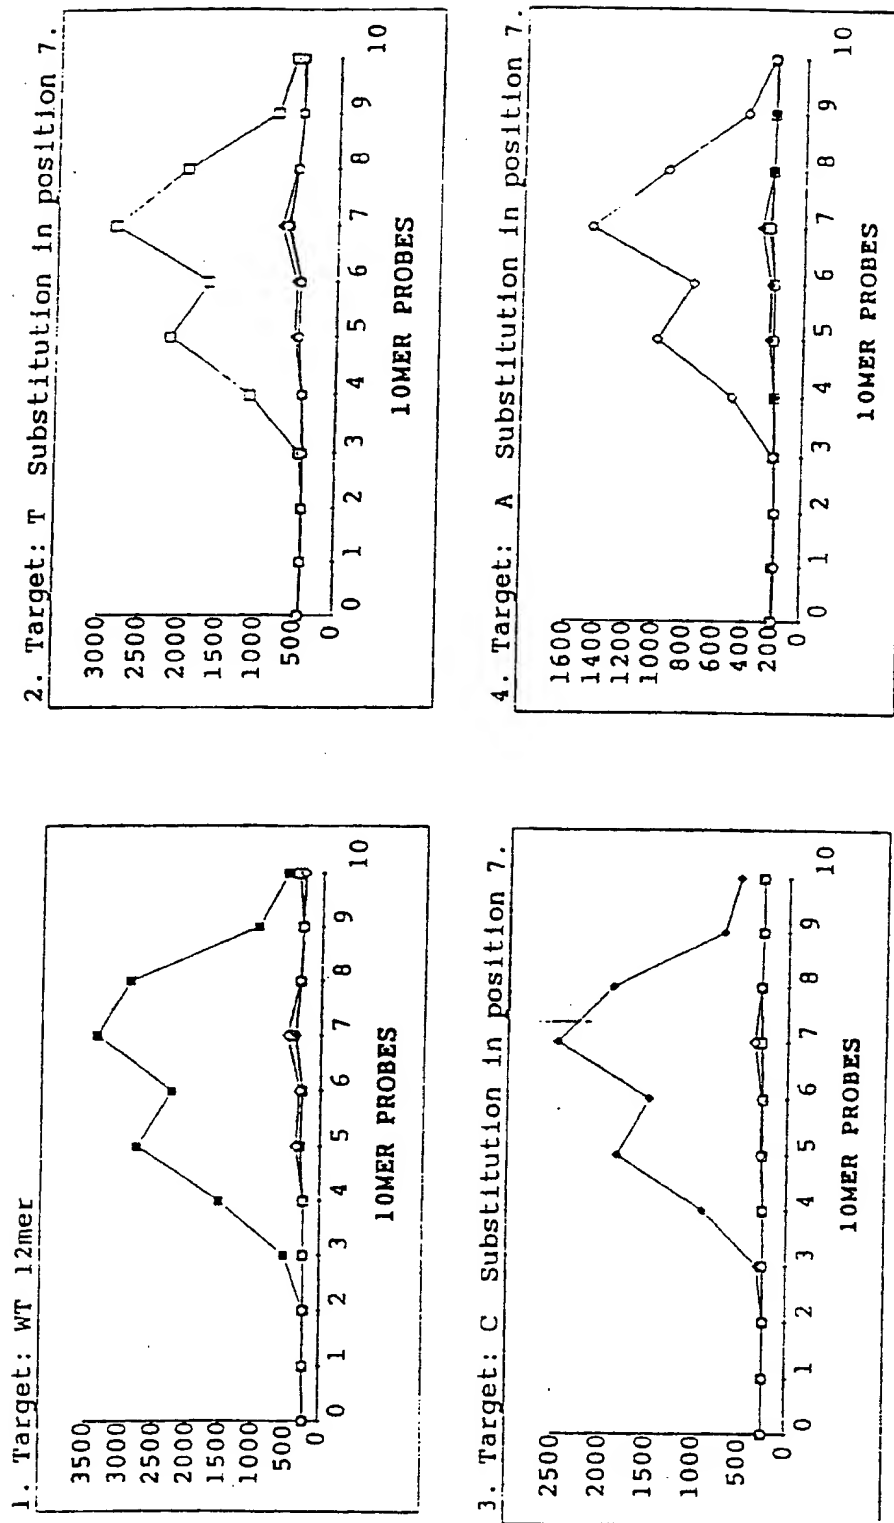 1. Target: WT 12mer
3500
3000
2500
2000
1500
1000
500
0
0 1 2 3 4 5 6 7 8 9 10
10MER PROBES
2. Target: T Substitution in position 7.
3000
2500
2000
1500
1000
500
0
0 1 2 3 4 5 6 7 8 9 10
10MER PROBES
3. Target: C Substitution in position 7.
2500
2000
1500
1000
500
0
0 1 2 3 4 5 6 7 8 9 10
10MER PROBES
4. Target: A Substitution in position 7.
1600
1400
1200
1000
800
600
400
200
0
0 1 2 3 4 5 6 7 8 9 10
10MER PROBES